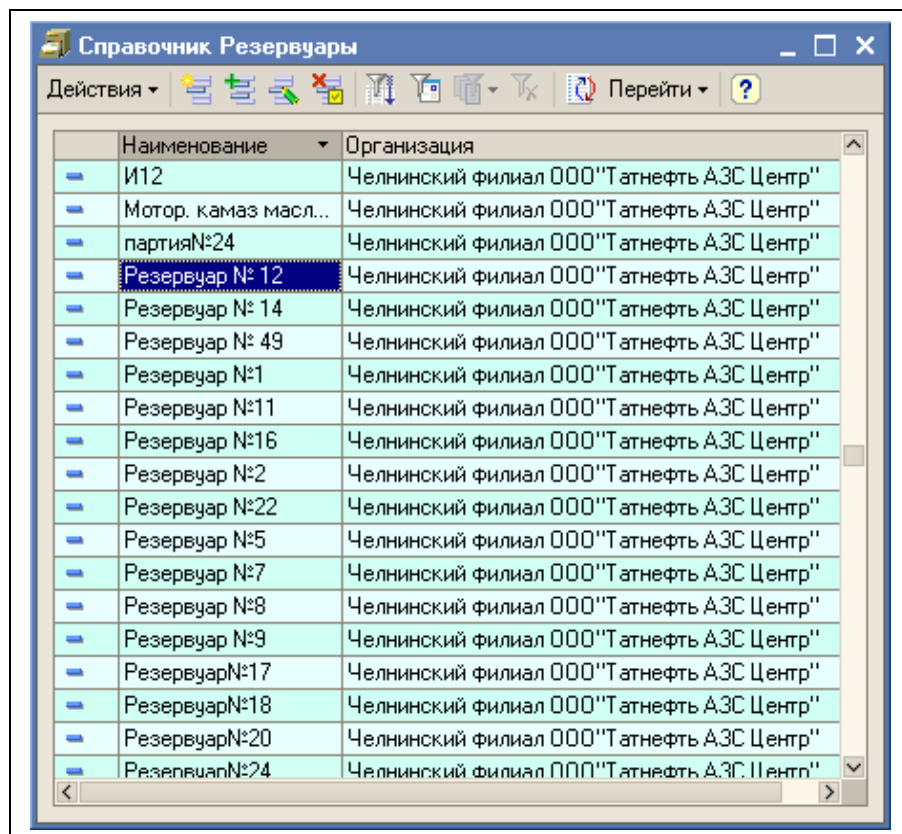 Справочник Резервуары
Действия Перейти ?
Наименование Организация
И12 Челнинский филиал ООО"Татнефть АЗС Центр"
Мотор. камаз масл... Челнинский филиал ООО"Татнефть АЗС Центр"
партия№24 Челнинский филиал ООО"Татнефть АЗС Центр"
Резервуар № 12 Челнинский филиал ООО"Татнефть АЗС Центр"
Резервуар № 14 Челнинский филиал ООО"Татнефть АЗС Центр"
Резервуар № 49 Челнинский филиал ООО"Татнефть АЗС Центр"
Резервуар №1 Челнинский филиал ООО"Татнефть АЗС Центр"
Резервуар №11 Челнинский филиал ООО"Татнефть АЗС Центр"
Резервуар №16 Челнинский филиал ООО"Татнефть АЗС Центр"
Резервуар №2 Челнинский филиал ООО"Татнефть АЗС Центр"
Резервуар №22 Челнинский филиал ООО"Татнефть АЗС Центр"
Резервуар №5 Челнинский филиал ООО"Татнефть АЗС Центр"
Резервуар №7 Челнинский филиал ООО"Татнефть АЗС Центр"
Резервуар №8 Челнинский филиал ООО"Татнефть АЗС Центр"
Резервуар №9 Челнинский филиал ООО"Татнефть АЗС Центр"
Резервуар№17 Челнинский филиал ООО"Татнефть АЗС Центр"
Резервуар№18 Челнинский филиал ООО"Татнефть АЗС Центр"
Резервуар№20 Челнинский филиал ООО"Татнефть АЗС Центр"
Резервуар№24 Челнинский филиал ООО"Татнефть АЗС Центр"